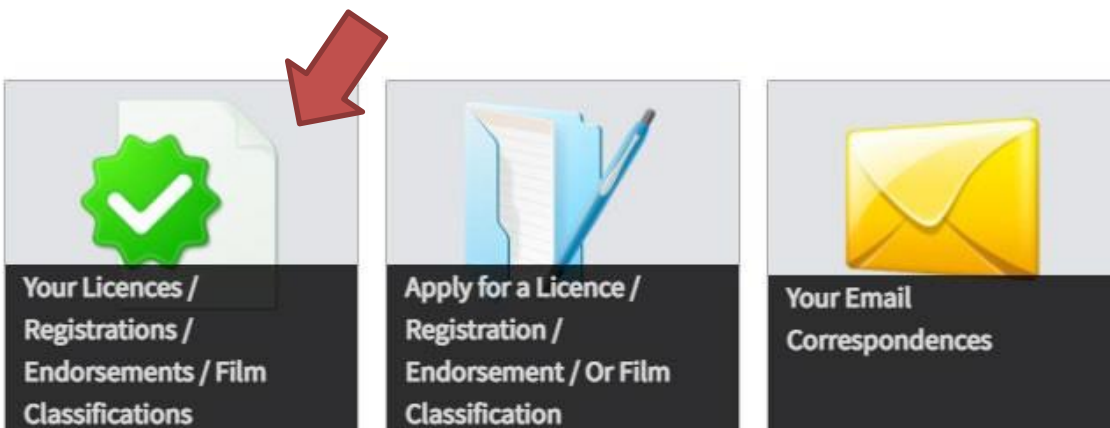 Your Licences /
Registrations /
Endorsements / Film
Classifications
Apply for a Licence /
Registration /
Endorsement / Or Film
Classification
Your Email
Correspondences